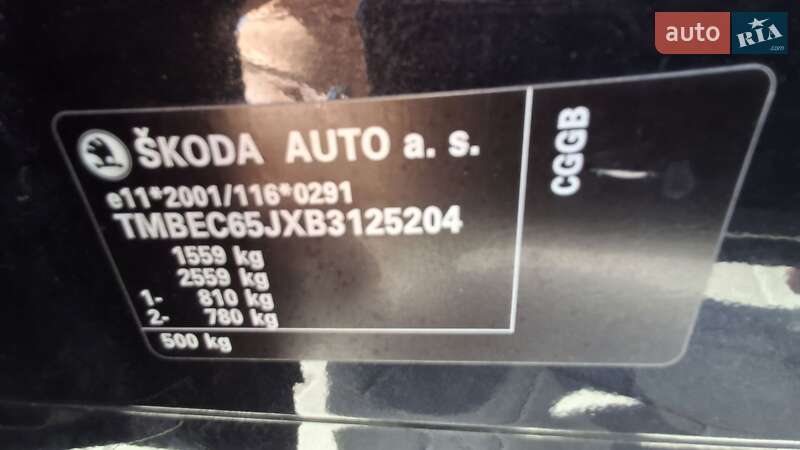 auto RIA
.com
ŠKODA AUTO a. s.
e11*2001/116*0291
TMBEC65JXB3125204
1559 kg
2559 kg
1- 810 kg
2- 780 kg
500 kg
CGGB